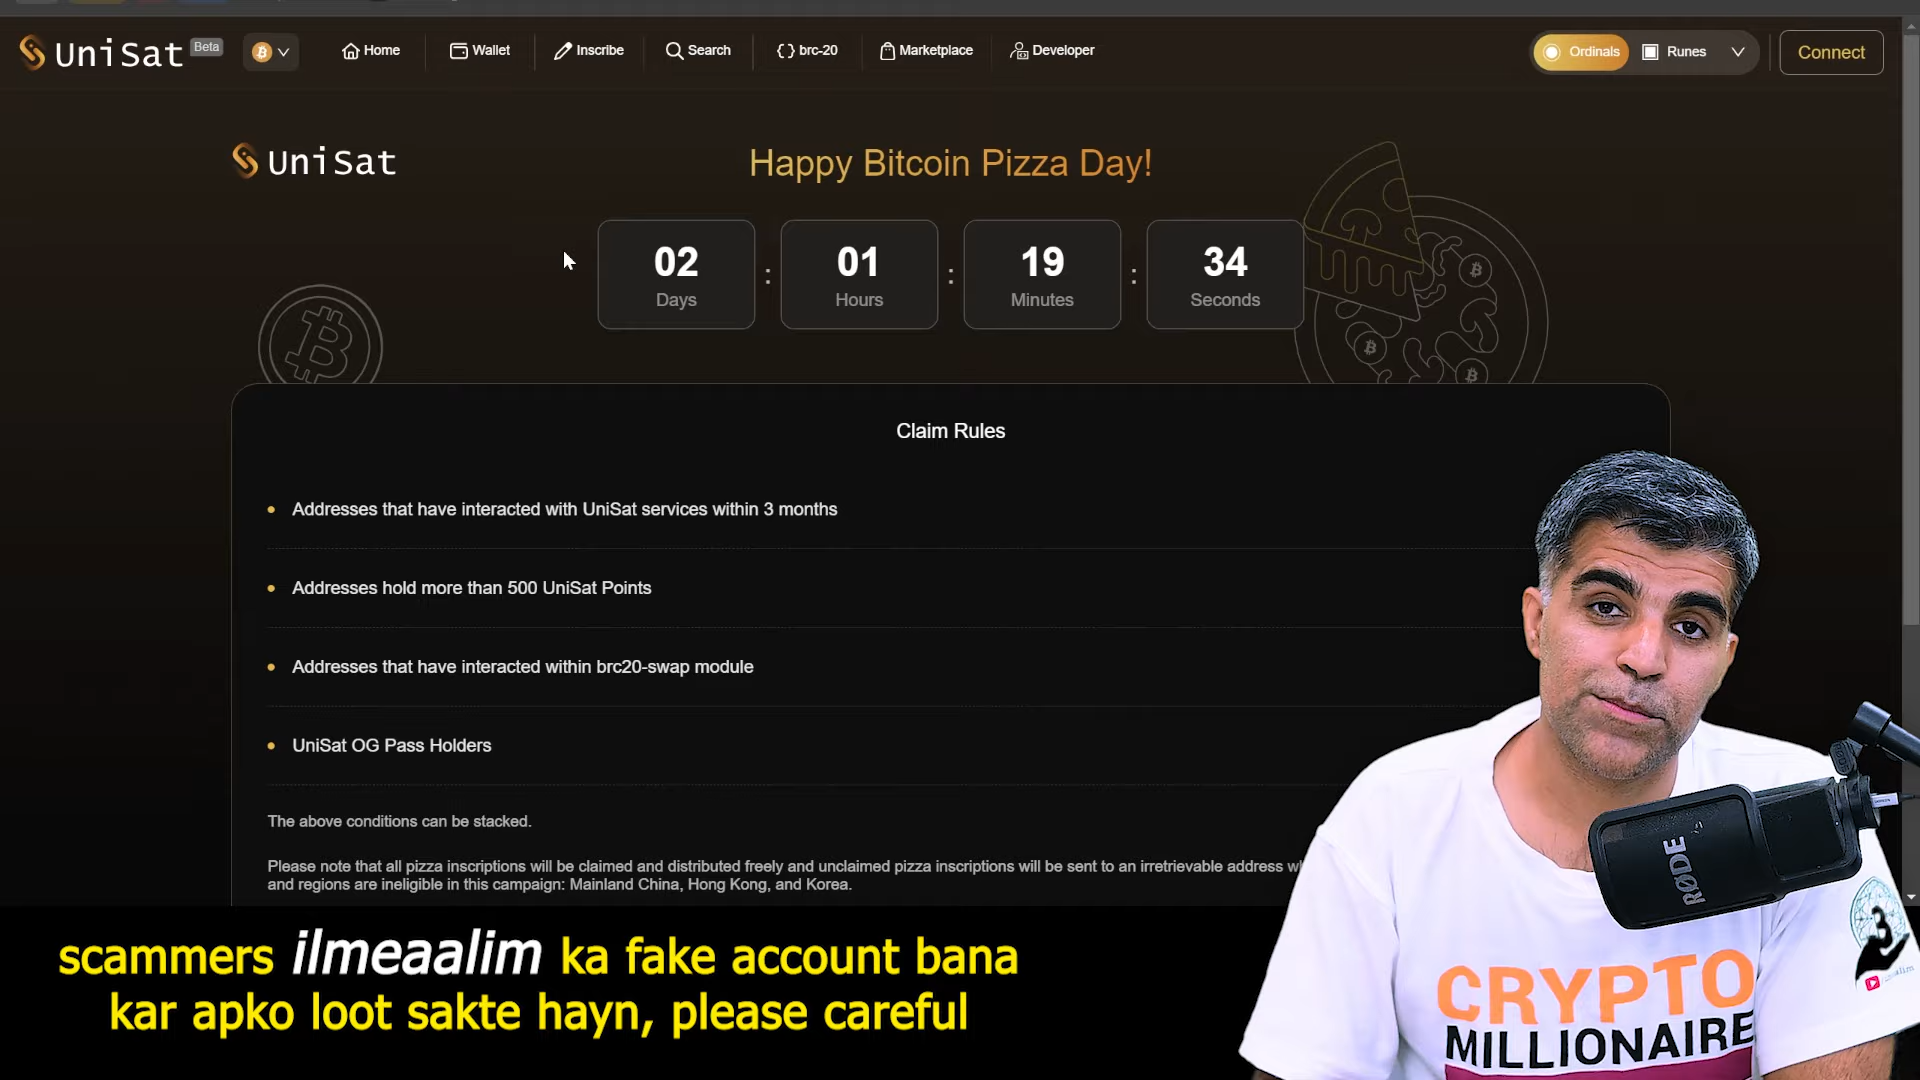 UniSat Beta
Home
Wallet
Inscribe
Search
brc-20
Marketplace
Developer
Ordinals
Runes
Connect
UniSat
Happy Bitcoin Pizza Day!
02 : 01 : 19 : 34
Days Hours Minutes Seconds
Claim Rules
Addresses that have interacted with UniSat services within 3 months
Addresses hold more than 500 UniSat Points
Addresses that have interacted within brc20-swap module
UniSat OG Pass Holders
The above conditions can be stacked.
Please note that all pizza inscriptions will be claimed and distributed freely and unclaimed pizza inscriptions will be sent to an irretrievable address
and regions are ineligible in this campaign: Mainland China, Hong Kong, and Korea.
RØDE
CRYPTO
MILLIONAIRE
scammers ilmeaalim ka fake account bana
kar apko loot sakte hayn, please careful